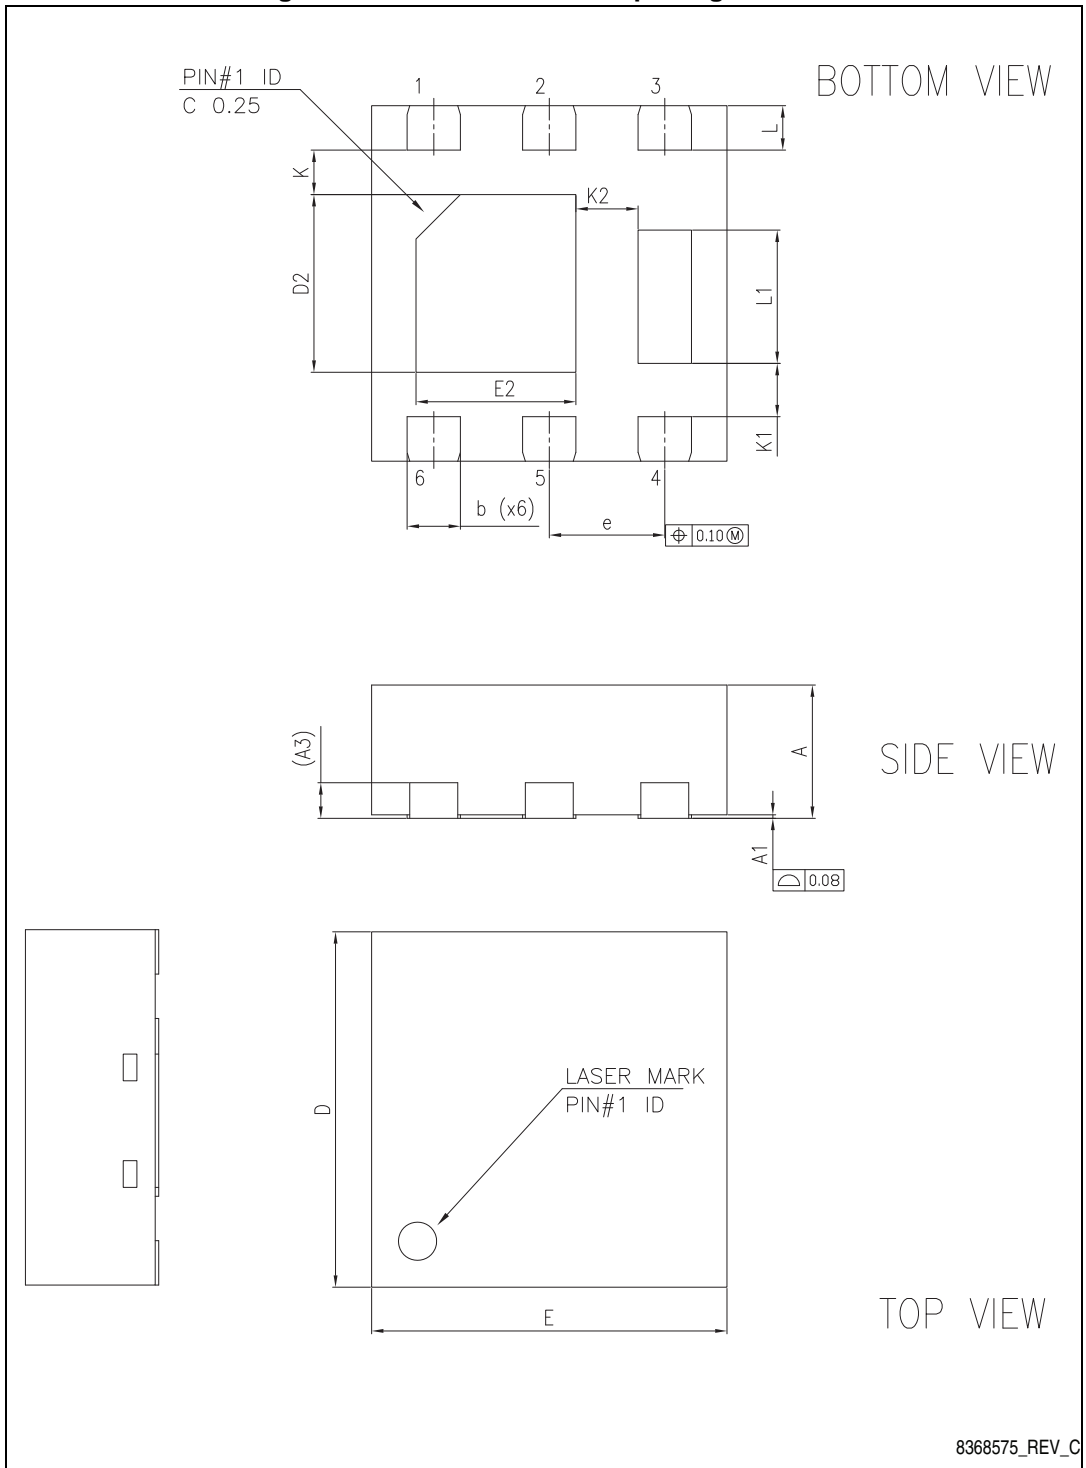 PIN#1 ID
C 0.25
1
2
3
BOTTOM VIEW
L
K
K2
D2
L1
E2
K1
6
5
4
b (x6)
e
0.10 Ⓜ
(A3)
A
SIDE VIEW
A1
0.08
D
LASER MARK
PIN#1 ID
E
TOP VIEW
8368575_REV_C